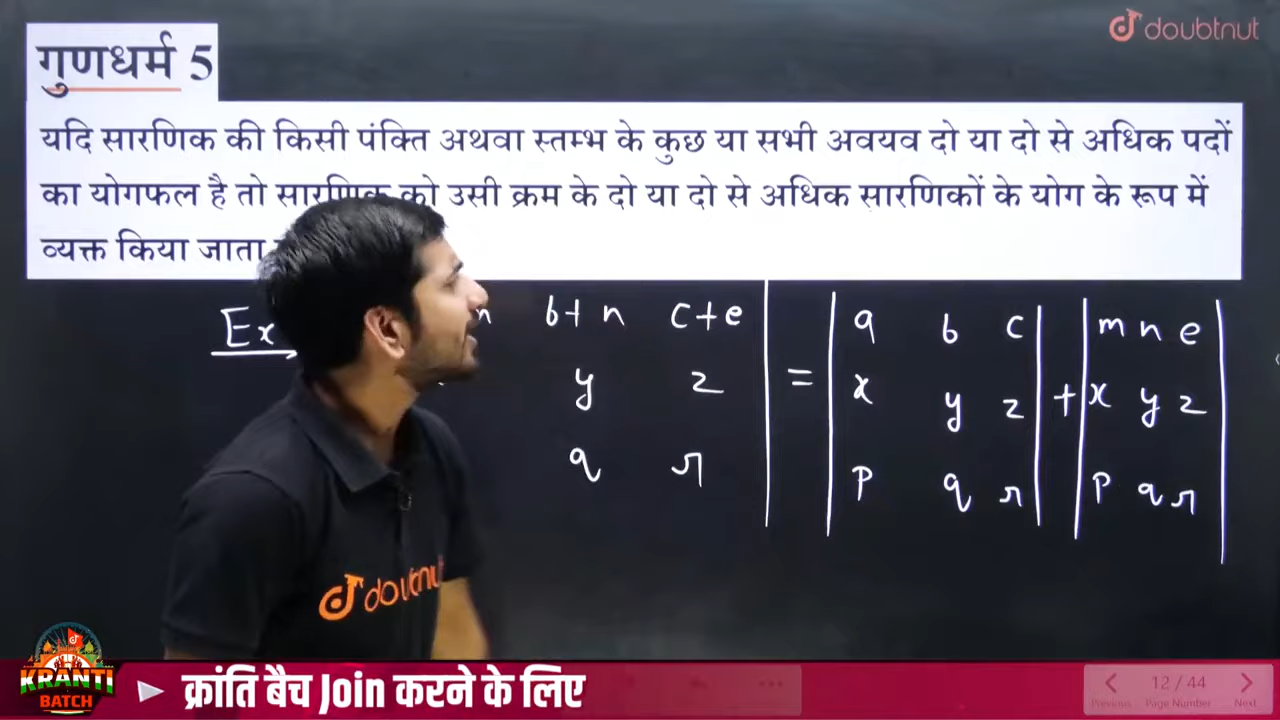 doubtnut
गुणधर्म 5
यदि सारणिक की किसी पंक्ति अथवा स्तम्भ के कुछ या सभी अवयव दो या दो से अधिक पदों
का योगफल है तो सारणिक को उसी क्रम के दो या दो से अधिक सारणिकों के योग के रूप में
व्यक्त किया जाता
Ex n b+n c+e | = | a b c | + | m n e |
y z x y z x y z
q r p q r p q r
doubtnut
KRANTI
BATCH
क्रांति बैच Join करने के लिए
12 / 44
Previous Page Number Next